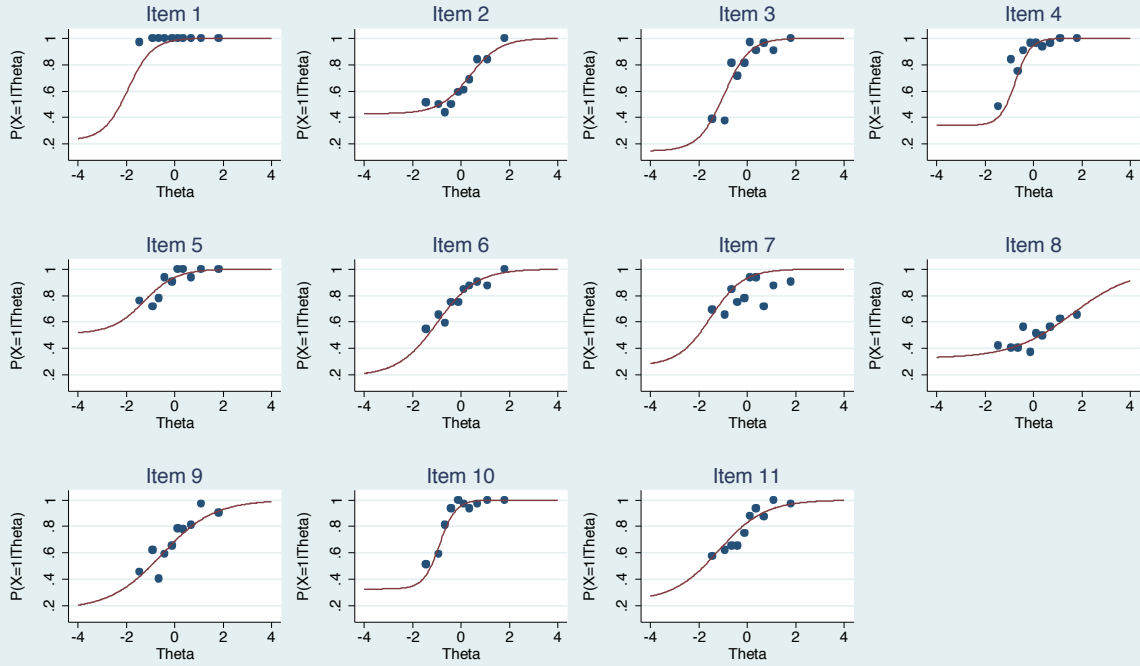 Item 1
P(X=1|Theta)
.2 .4 .6 .8 1
-4 -2 0 2 4
Theta
Item 2
P(X=1|Theta)
.2 .4 .6 .8 1
-4 -2 0 2 4
Theta
Item 3
P(X=1|Theta)
.2 .4 .6 .8 1
-4 -2 0 2 4
Theta
Item 4
P(X=1|Theta)
.2 .4 .6 .8 1
-4 -2 0 2 4
Theta
Item 5
P(X=1|Theta)
.2 .4 .6 .8 1
-4 -2 0 2 4
Theta
Item 6
P(X=1|Theta)
.2 .4 .6 .8 1
-4 -2 0 2 4
Theta
Item 7
P(X=1|Theta)
.2 .4 .6 .8 1
-4 -2 0 2 4
Theta
Item 8
P(X=1|Theta)
.2 .4 .6 .8 1
-4 -2 0 2 4
Theta
Item 9
P(X=1|Theta)
.2 .4 .6 .8 1
-4 -2 0 2 4
Theta
Item 10
P(X=1|Theta)
.2 .4 .6 .8 1
-4 -2 0 2 4
Theta
Item 11
P(X=1|Theta)
.2 .4 .6 .8 1
-4 -2 0 2 4
Theta